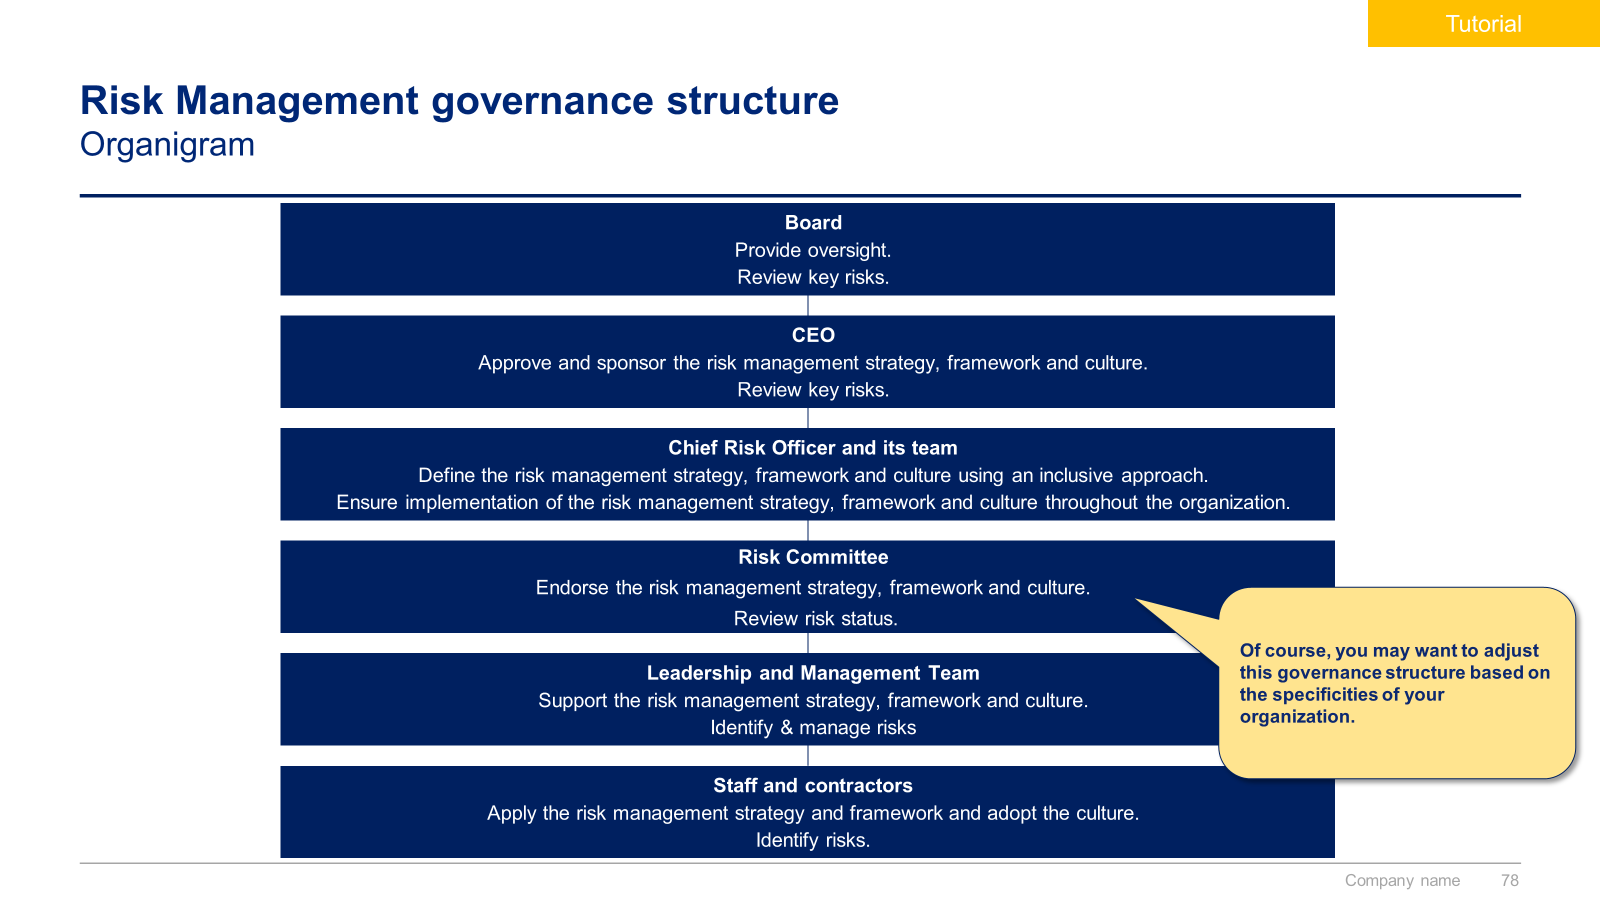 Tutorial
Risk Management governance structure
Organigram
Board
Provide oversight.
Review key risks.
CEO
Approve and sponsor the risk management strategy, framework and culture.
Review key risks.
Chief Risk Officer and its team
Define the risk management strategy, framework and culture using an inclusive approach.
Ensure implementation of the risk management strategy, framework and culture throughout the organization.
Risk Committee
Endorse the risk management strategy, framework and culture.
Review risk status.
Leadership and Management Team
Support the risk management strategy, framework and culture.
Identify & manage risks
Of course, you may want to adjust
this governance structure based on
the specificities of your
organization.
Staff and contractors
Apply the risk management strategy and framework and adopt the culture.
Identify risks.
Company name
78